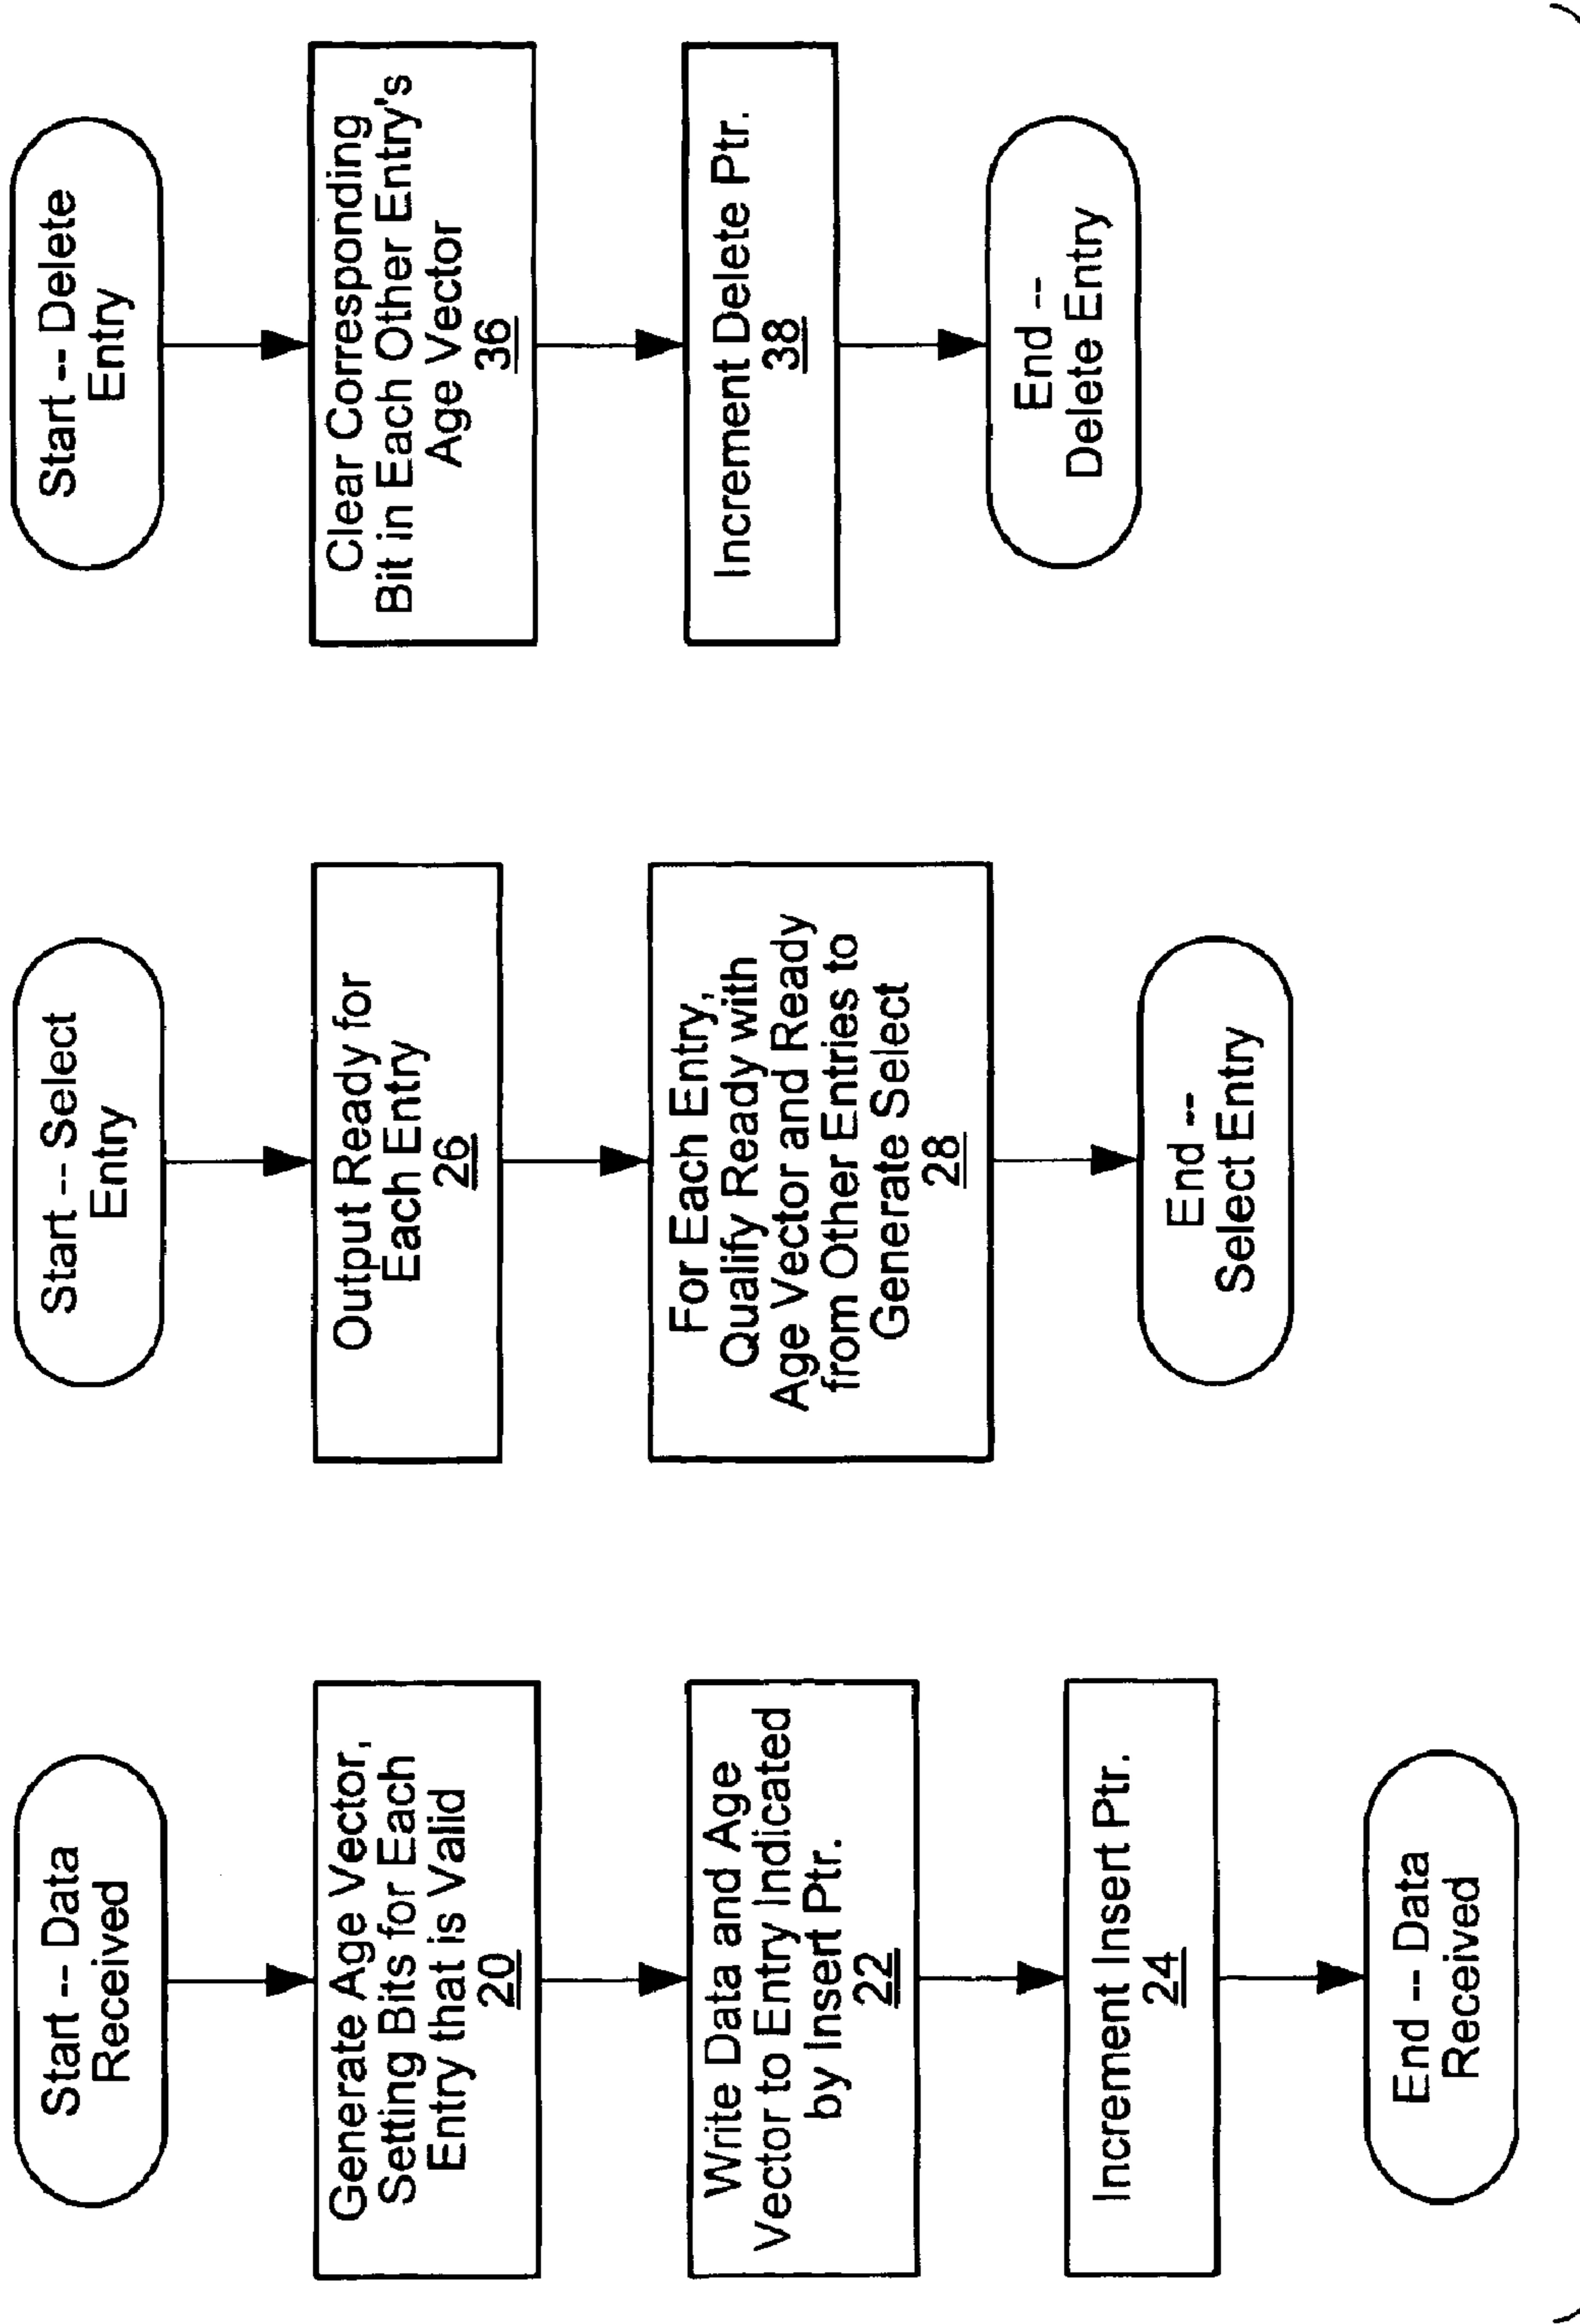 Start -- Data
Received
Generate Age Vector,
Setting Bits for Each
Entry that is Valid
20
Write Data and Age
Vector to Entry Indicated
by Insert Ptr.
22
Increment Insert Ptr.
24
End -- Data
Received
Start -- Select
Entry
Output Ready for
Each Entry
26
For Each Entry,
Qualify Ready with
Age Vector and Ready
from Other Entries to
Generate Select
28
End --
Select Entry
Start -- Delete
Entry
Clear Corresponding
Bit in Each Other Entry's
Age Vector
36
Increment Delete Ptr.
38
End --
Delete Entry